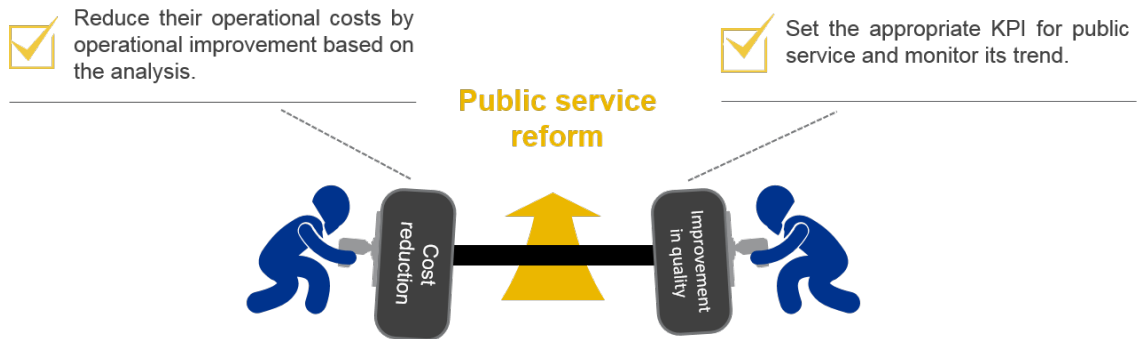 Reduce their operational costs by
operational improvement based on
the analysis.
Set the appropriate KPI for public
service and monitor its trend.
Public service
reform
Cost
reduction
Improvement
in quality